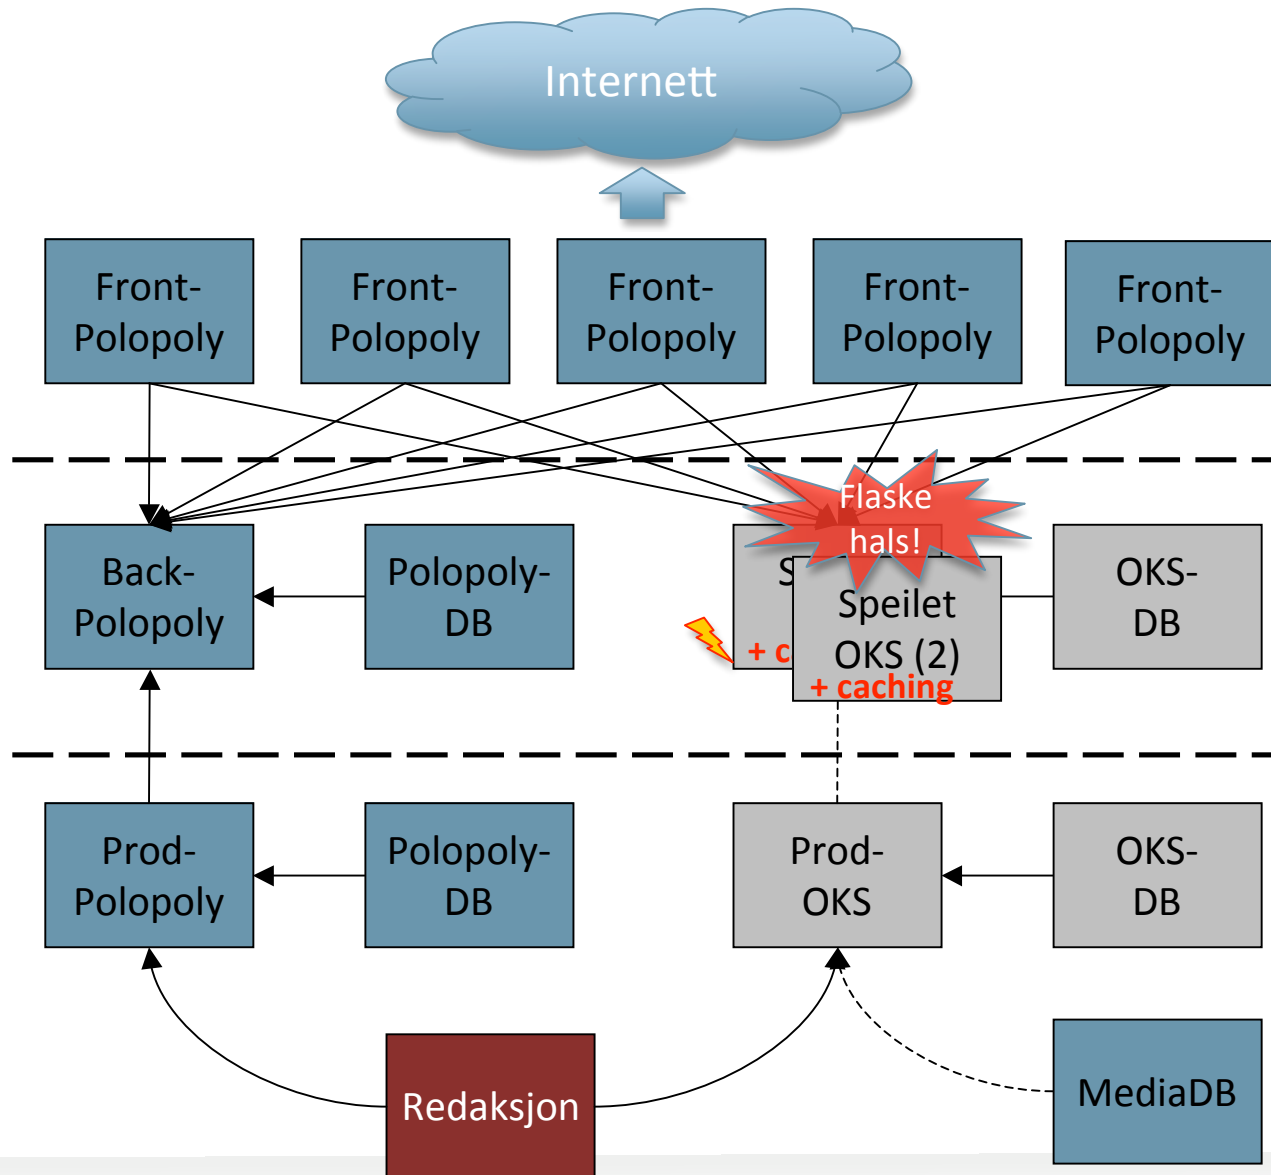 Internett
Front-
Polopoly
Front-
Polopoly
Front-
Polopoly
Front-
Polopoly
Front-
Polopoly
Flaske
hals!
Back-
Polopoly
Polopoly-
DB
S
+ c
Speilet
OKS (2)
+ caching
OKS-
DB
Prod-
Polopoly
Polopoly-
DB
Prod-
OKS
OKS-
DB
Redaksjon
MediaDB